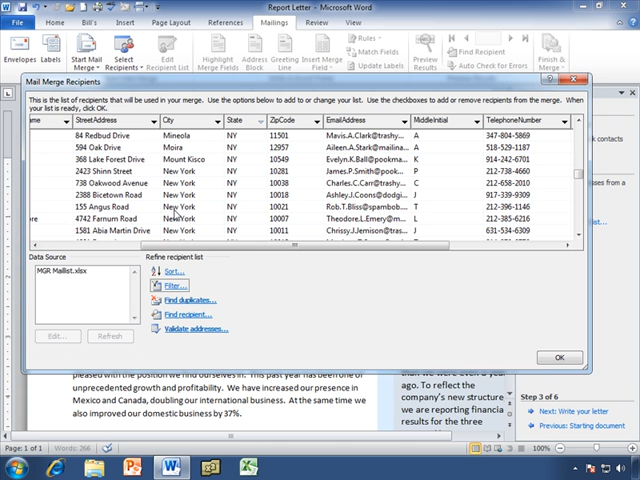 Report Letter - Microsoft Word
File Home Bill's Insert Page Layout References Mailings Review View
Envelopes Labels Start Mail Merge Select Recipients Edit Recipient List Highlight Merge Fields Address Block Greeting Line Insert Merge Field Rules Match Fields Update Labels Preview Results Find Recipient Auto Check for Errors Finish & Merge
Mail Merge Recipients
This is the list of recipients that will be used in your merge. Use the options below to add to or change your list. Use the checkboxes to add or remove recipients from the merge. When
your list is ready, click OK.
ame StreetAddress City State ZipCode EmailAddress MiddleInitial TelephoneNumber
84 Redbud Drive Mineola NY 11501 Mavis.A.Clark@trashy... A 347-804-5869
594 Oak Drive Moira NY 12957 Aileen.A.Stark@mailina... A 518-529-1187
368 Lake Forest Drive Mount Kisco NY 10549 Evelyn.K.Ball@pookma... K 914-242-6701
2423 Shinn Street New York NY 10281 James.P.Smith@pook... P 212-738-4660
738 Oakwood Avenue New York NY 10038 Charles.C.Carr@trashy... C 212-658-2010
2388 Bicetown Road New York NY 10018 Ashley.J.Coons@dodgi... J 917-339-9309
155 Angus Road New York NY 10021 Rob.T.Bliss@spambob.... T 212-396-1146
ore 4742 Farnum Road New York NY 10007 Theodore.L.Emery@m... L 212-385-6216
1581 Abia Martin Drive New York NY 10011 Chrissy.J.Jemison@tras... J 631-534-6309
Data Source
MGR Maillist.xlsx
Edit... Refresh
Refine recipient list
Sort...
Filter...
Find duplicates...
Find recipient...
Validate addresses...
OK
k contacts
esses from a
pleased with the position we find ourselves in. This past year has been one of
unprecedented growth and profitability. We have increased our presence in
Mexico and Canada, doubling our international business. At the same time we
also improved our domestic business by 37%.
than we were even a year
ago. To reflect the
company's new structure
we are reporting financia
results for the three
Step 3 of 6
Next: Write your letter
Previous: Starting document
Page: 1 of 1 Words: 266 100%